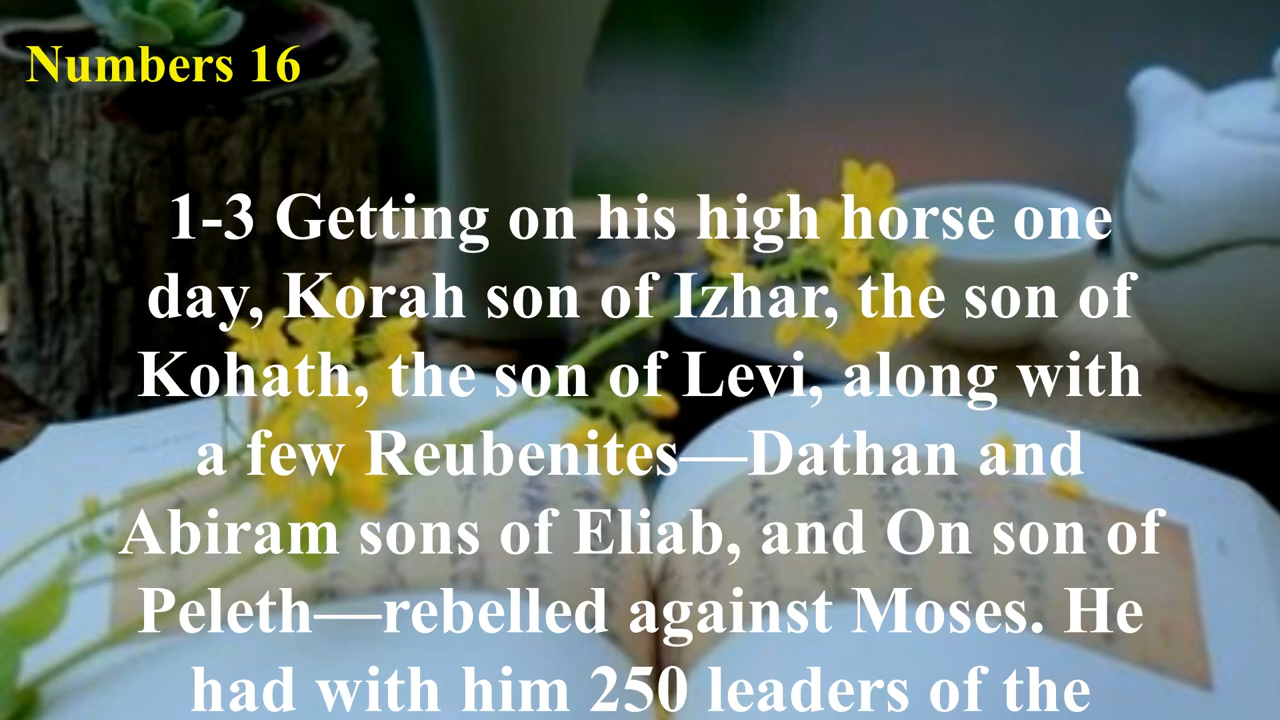 Numbers 16
1-3 Getting on his high horse one
day, Korah son of Izhar, the son of
Kohath, the son of Levi, along with
a few Reubenites—Dathan and
Abiram sons of Eliab, and On son of
Peleth—rebelled against Moses. He
had with him 250 leaders of the